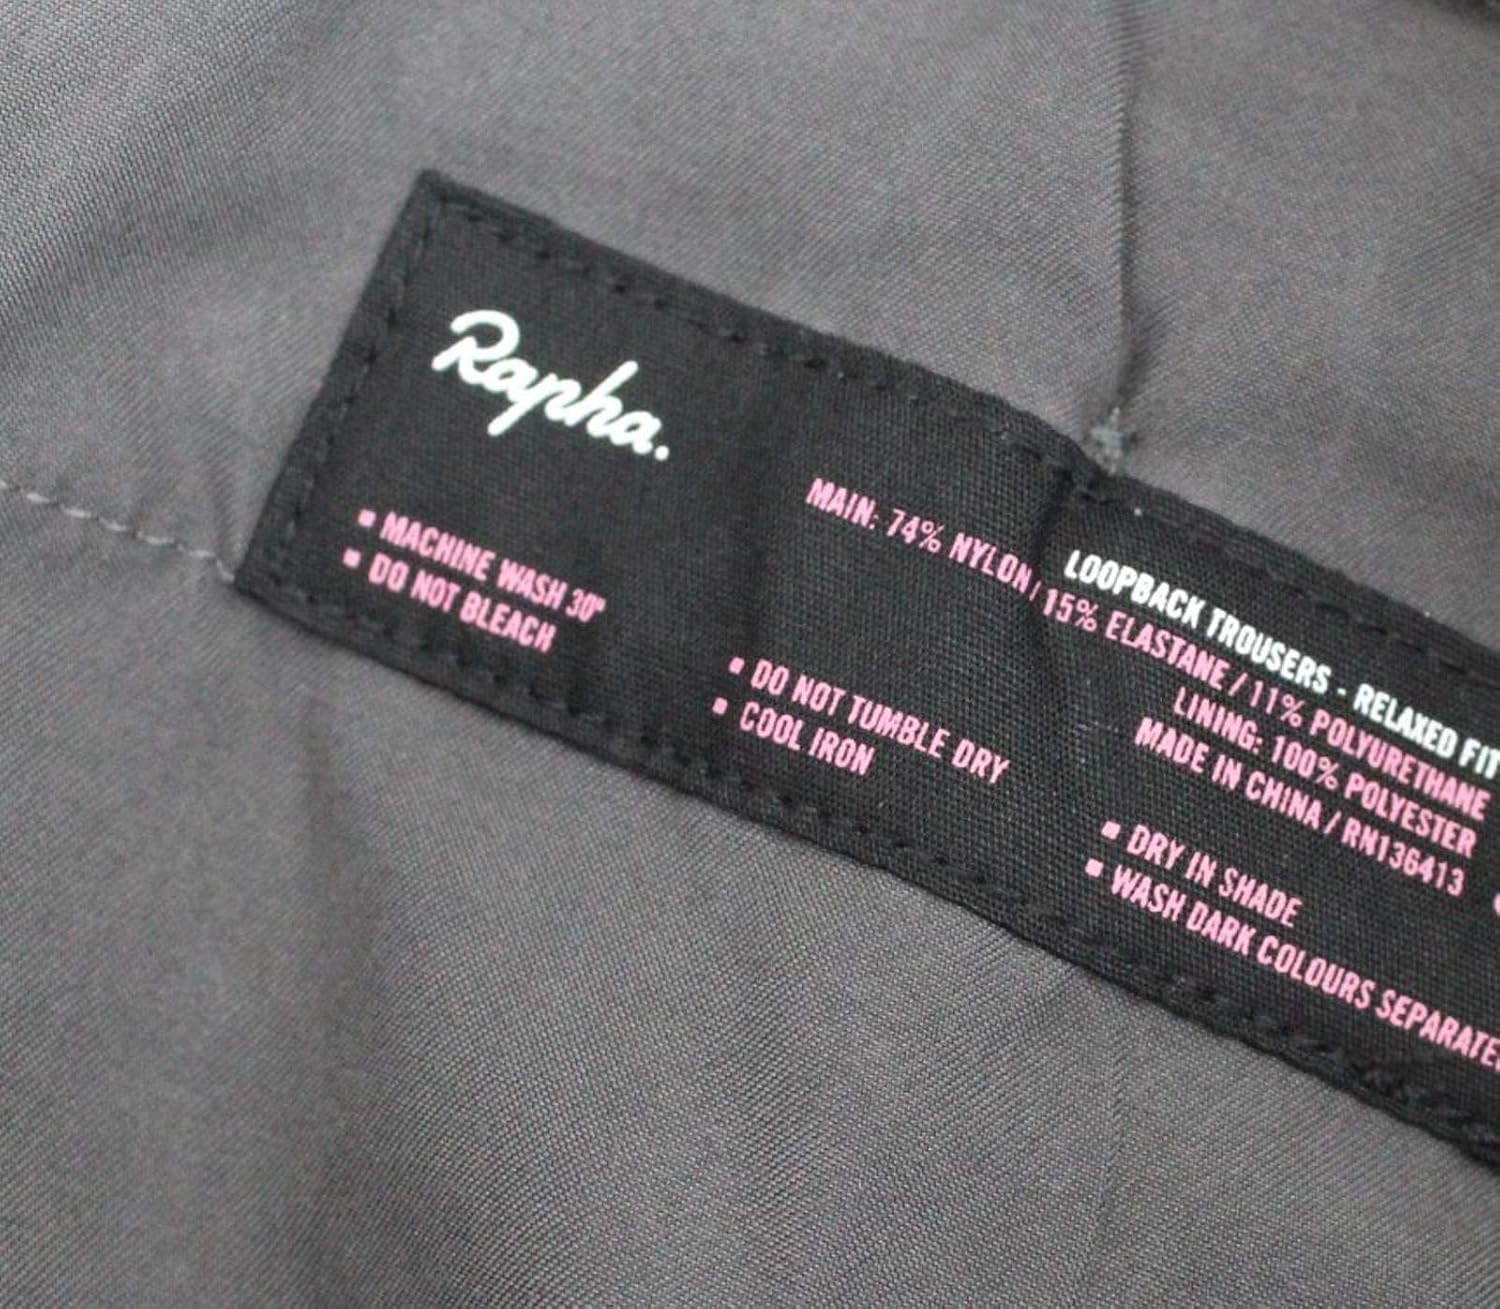 Rapha.
LOOPBACK TROUSERS - RELAXED FIT
MAIN: 74% NYLON / 15% ELASTANE / 11% POLYURETHANE
LINING: 100% POLYESTER
MADE IN CHINA / RN136413
▪ MACHINE WASH 30°
▪ DO NOT BLEACH
▪ DO NOT TUMBLE DRY
▪ COOL IRON
▪ DRY IN SHADE
▪ WASH DARK COLOURS SEPARATE